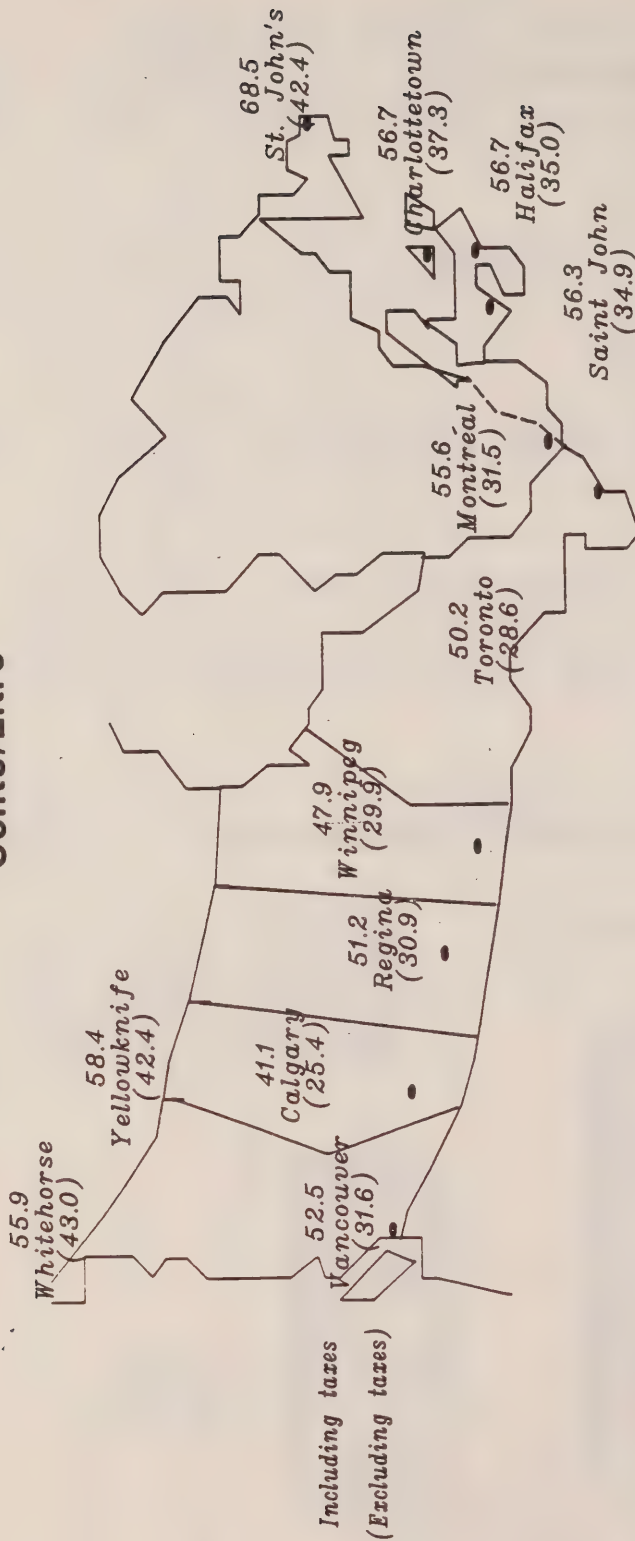 Cents/Litre
55.9
Whitehorse
(43.0)
58.4
Yellowknife
(42.4)
68.5
St. John's
(42.4)
52.5
Vancouver
(31.6)
41.1
Calgary
(25.4)
51.2
Regina
(30.9)
47.9
Winnipeg
(29.9)
50.2
Toronto
(28.6)
55.6
Montréal
(31.5)
56.7
Charlottetown
(37.3)
56.7
Halifax
(35.0)
56.3
Saint John
(34.9)
Including taxes
(Excluding taxes)